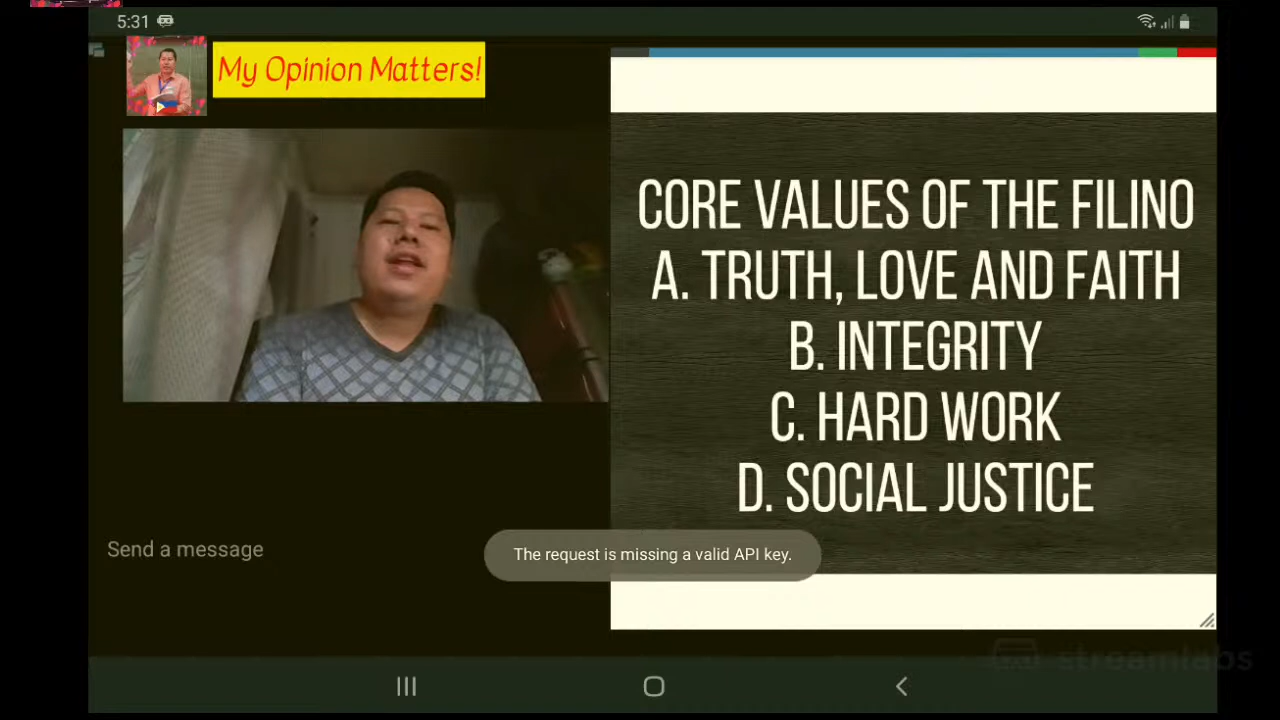 5:31
My Opinion Matters!
CORE VALUES OF THE FILINO
A. TRUTH, LOVE AND FAITH
B. INTEGRITY
C. HARD WORK
D. SOCIAL JUSTICE
Send a message
The request is missing a valid API key.
streamlabs